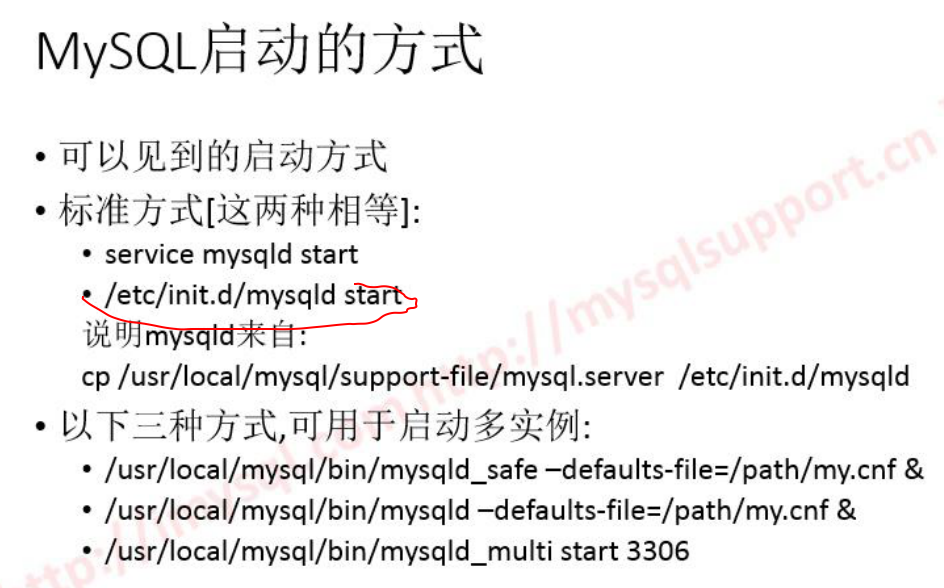 MySQL启动的方式
• 可以见到的启动方式
• 标准方式[这两种相等]:
• service mysqld start
• /etc/init.d/mysqld start
说明mysqld来自:
cp /usr/local/mysql/support-file/mysql.server /etc/init.d/mysqld
• 以下三种方式,可用于启动多实例:
• /usr/local/mysql/bin/mysqld_safe –defaults-file=/path/my.cnf &
• /usr/local/mysql/bin/mysqld –defaults-file=/path/my.cnf &
• /usr/local/mysql/bin/mysqld_multi start 3306
http://mysql.com http://mysqlsupport.cn